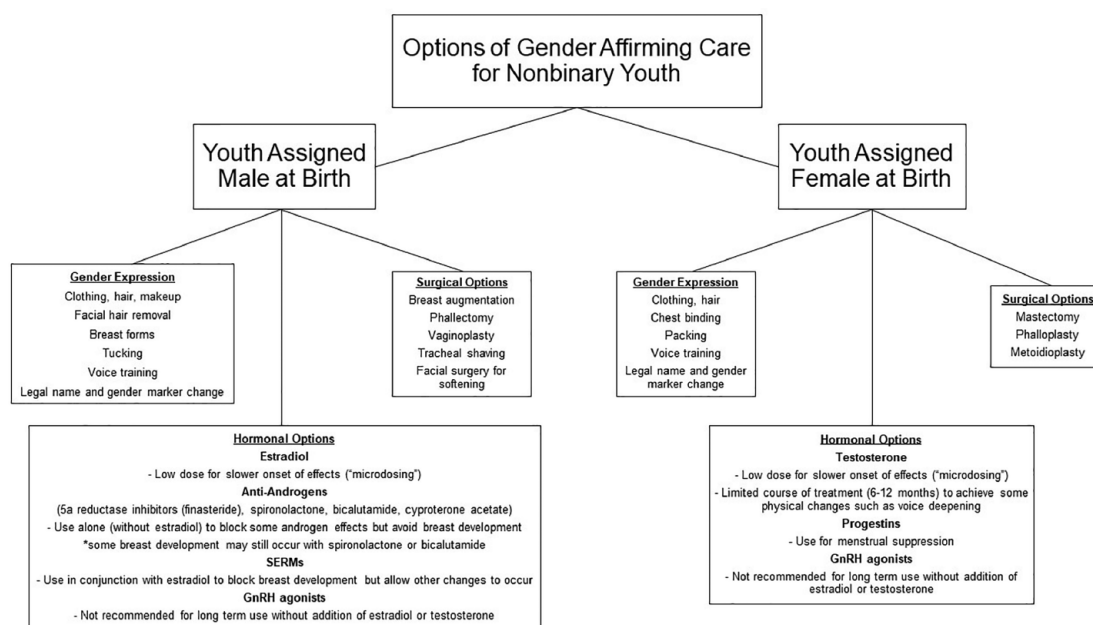 Options of Gender Affirming Care
for Nonbinary Youth
Youth Assigned
Male at Birth
Youth Assigned
Female at Birth
Gender Expression
Clothing, hair, makeup
Facial hair removal
Breast forms
Tucking
Voice training
Legal name and gender marker change
Surgical Options
Breast augmentation
Phallectomy
Vaginoplasty
Tracheal shaving
Facial surgery for
softening
Gender Expression
Clothing, hair
Chest binding
Packing
Voice training
Legal name and gender
marker change
Surgical Options
Mastectomy
Phalloplasty
Metoidioplasty
Hormonal Options
Estradiol
- Low dose for slower onset of effects ("microdosing")
Anti-Androgens
(5a reductase inhibitors (finasteride), spironolactone, bicalutamide, cyproterone acetate)
- Use alone (without estradiol) to block some androgen effects but avoid breast development
*some breast development may still occur with spironolactone or bicalutamide
SERMs
- Use in conjunction with estradiol to block breast development but allow other changes to occur
GnRH agonists
- Not recommended for long term use without addition of estradiol or testosterone
Hormonal Options
Testosterone
- Low dose for slower onset of effects ("microdosing")
- Limited course of treatment (6-12 months) to achieve some
physical changes such as voice deepening
Progestins
- Use for menstrual suppression
GnRH agonists
- Not recommended for long term use without addition of
estradiol or testosterone